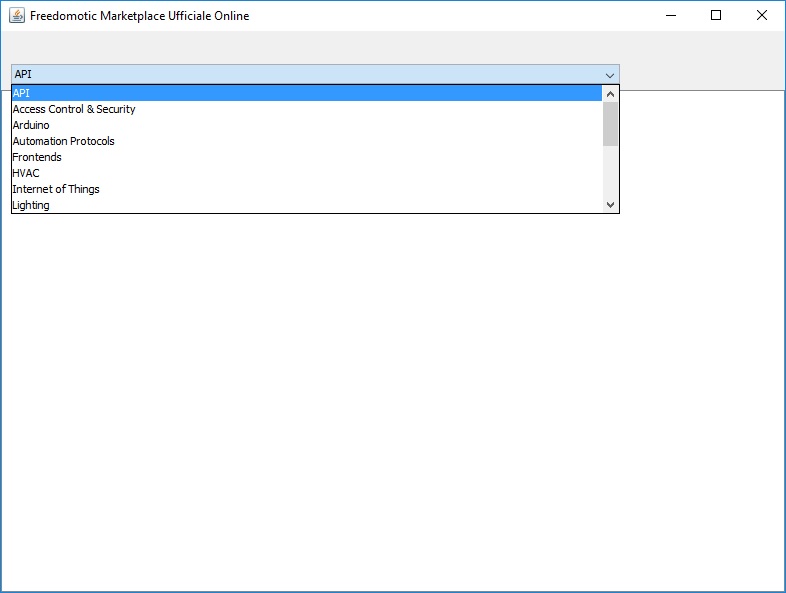 Freedomotic Marketplace Ufficiale Online
API
API
Access Control & Security
Arduino
Automation Protocols
Frontends
HVAC
Internet of Things
Lighting